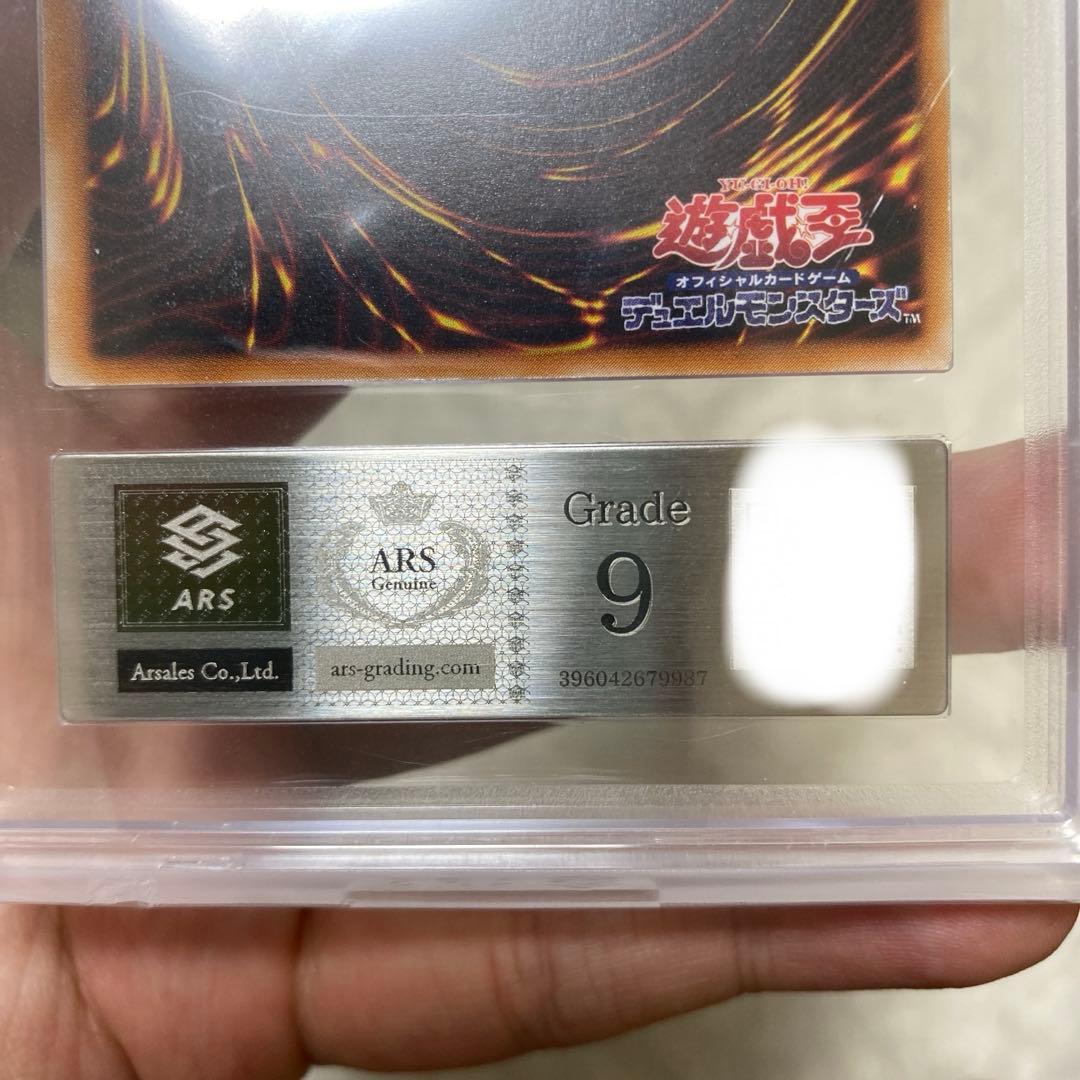 YU-GI-OH!
遊戯王
オフィシャルカードゲーム
デュエルモンスターズ™
ARS
Arsales Co.,Ltd.
ARS
Genuine
ars-grading.com
Grade
9
396042679987